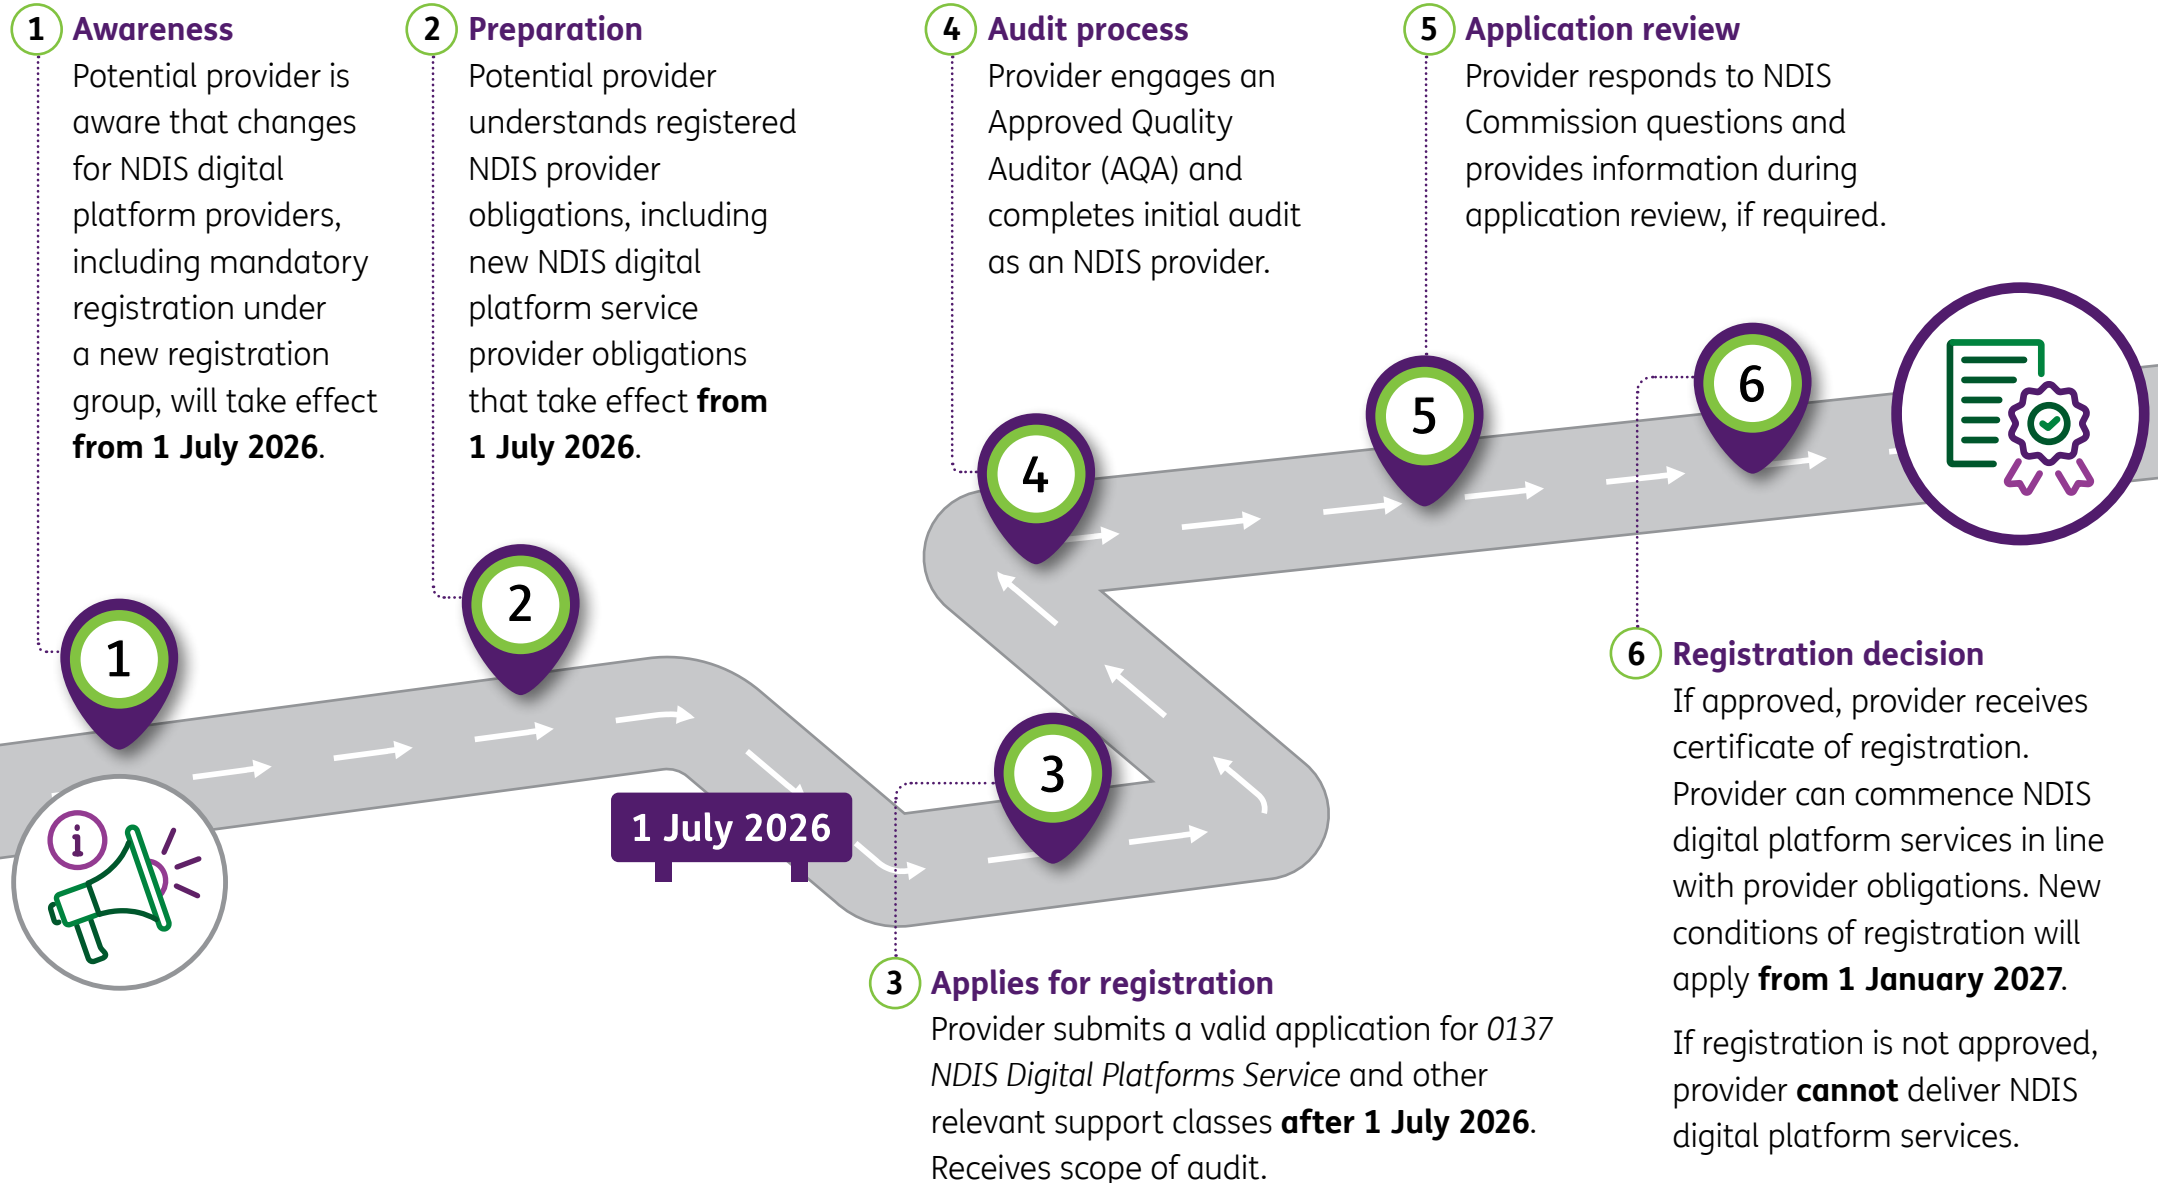 1 Awareness
Potential provider is
aware that changes
for NDIS digital
platform providers,
including mandatory
registration under
a new registration
group, will take effect
from 1 July 2026.
2 Preparation
Potential provider
understands registered
NDIS provider
obligations, including
new NDIS digital
platform service
provider obligations
that take effect from
1 July 2026.
1
2
1 July 2026
i
3
3 Applies for registration
Provider submits a valid application for 0137
NDIS Digital Platforms Service and other
relevant support classes after 1 July 2026.
Receives scope of audit.
4 Audit process
Provider engages an
Approved Quality
Auditor (AQA) and
completes initial audit
as an NDIS provider.
4
5 Application review
Provider responds to NDIS
Commission questions and
provides information during
application review, if required.
5
6
6 Registration decision
If approved, provider receives
certificate of registration.
Provider can commence NDIS
digital platform services in line
with provider obligations. New
conditions of registration will
apply from 1 January 2027.
If registration is not approved,
provider cannot deliver NDIS
digital platform services.